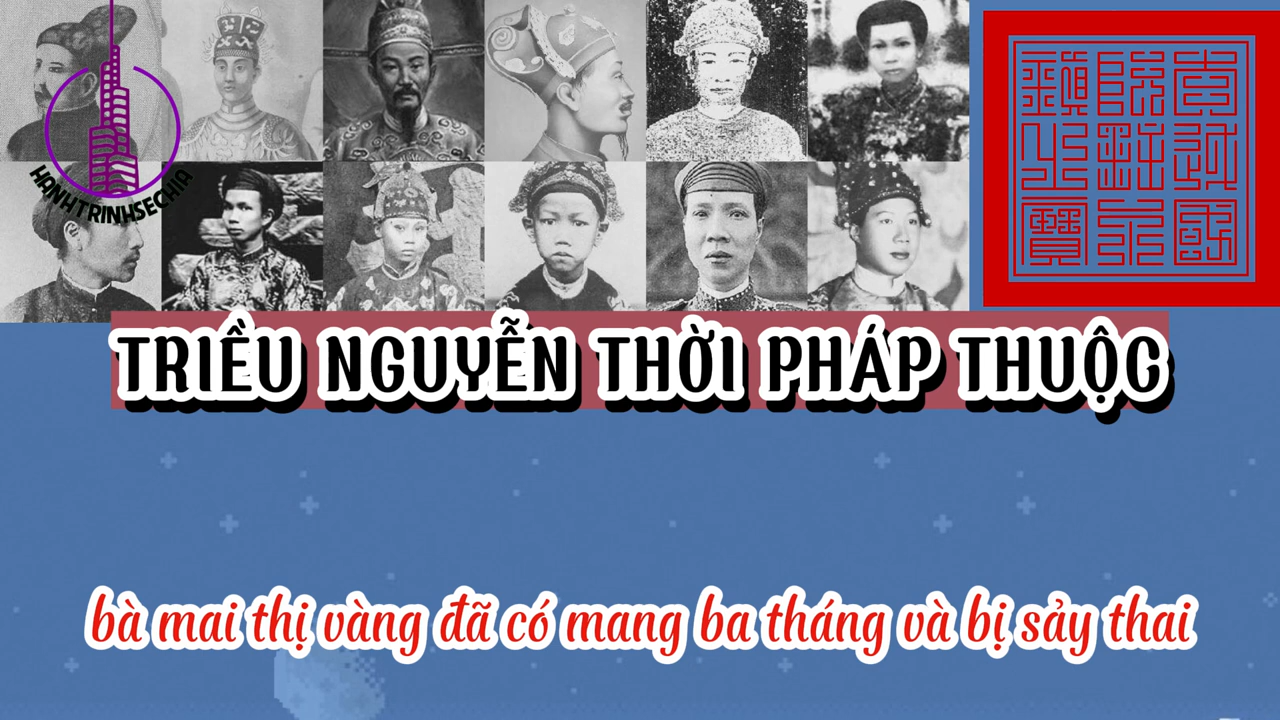 HANHTRINHSECHIA
TRIỀU NGUYỄN THỜI PHÁP THUỘC
bà mai thị vàng đã có mang ba tháng và bị sảy thai